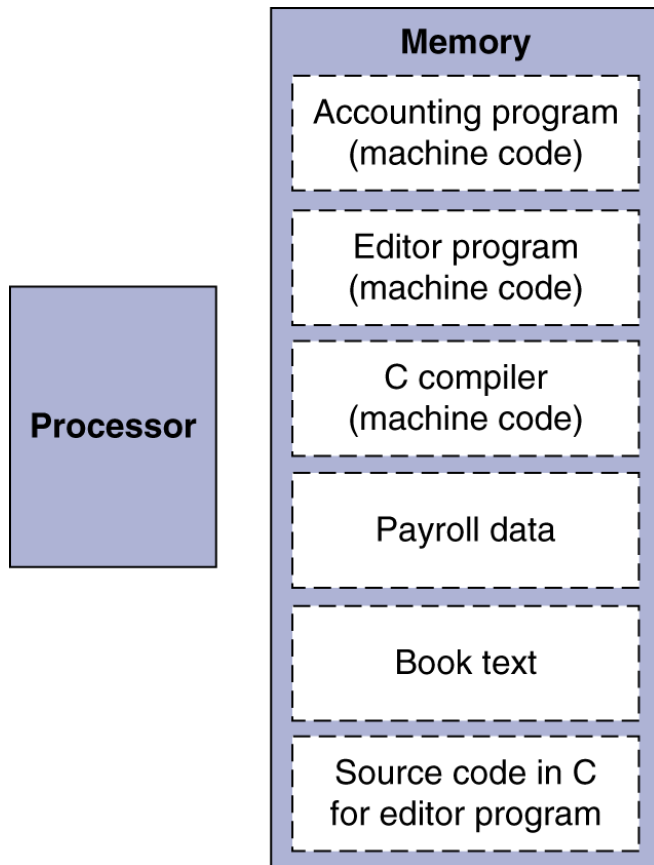 Memory
Accounting program
(machine code)
Editor program
(machine code)
C compiler
(machine code)
Processor
Payroll data
Book text
Source code in C
for editor program